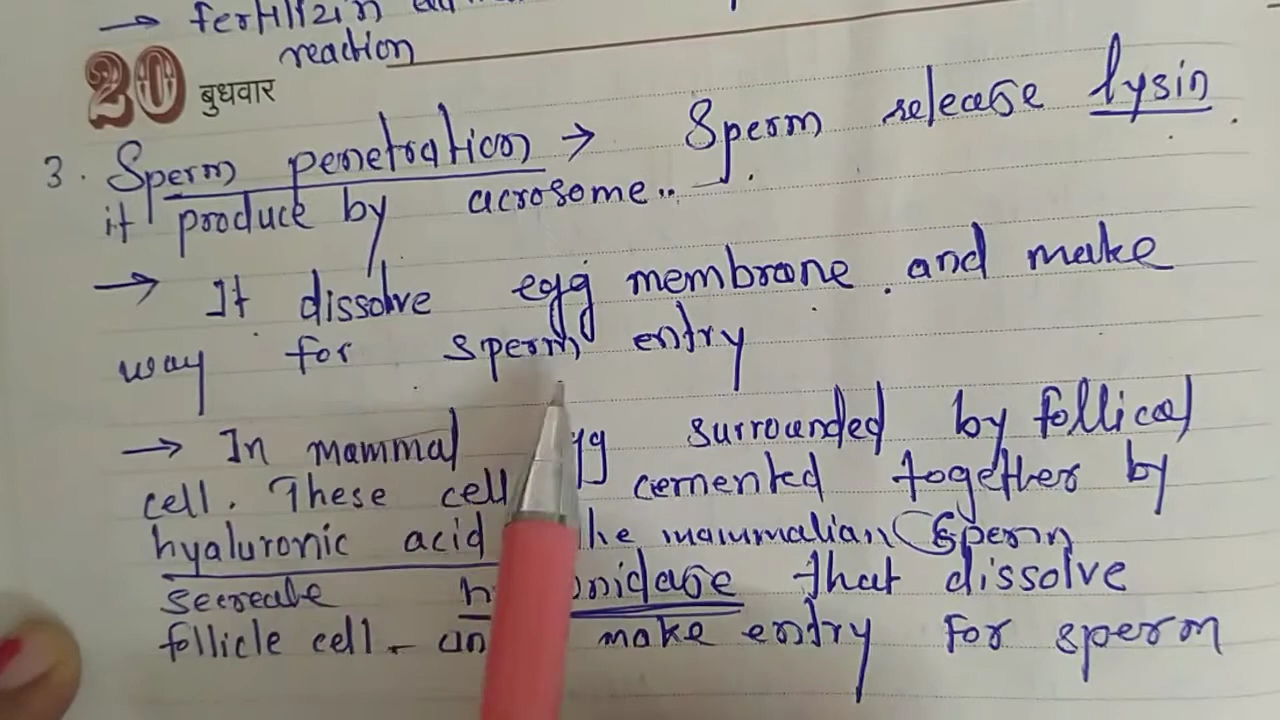 → fertilizin
reaction
20 बुधवार
3. Sperm penetration → Sperm release lysin.
it produce by acrosome..
→ It dissolve egg membrane and make
way for sperm entry
→ In mammal surrounded by follical
cell. These cell cemented together by
hyaluronic acid mammalian sperm
secreate that dissolve
follicle cell make entry for sperm